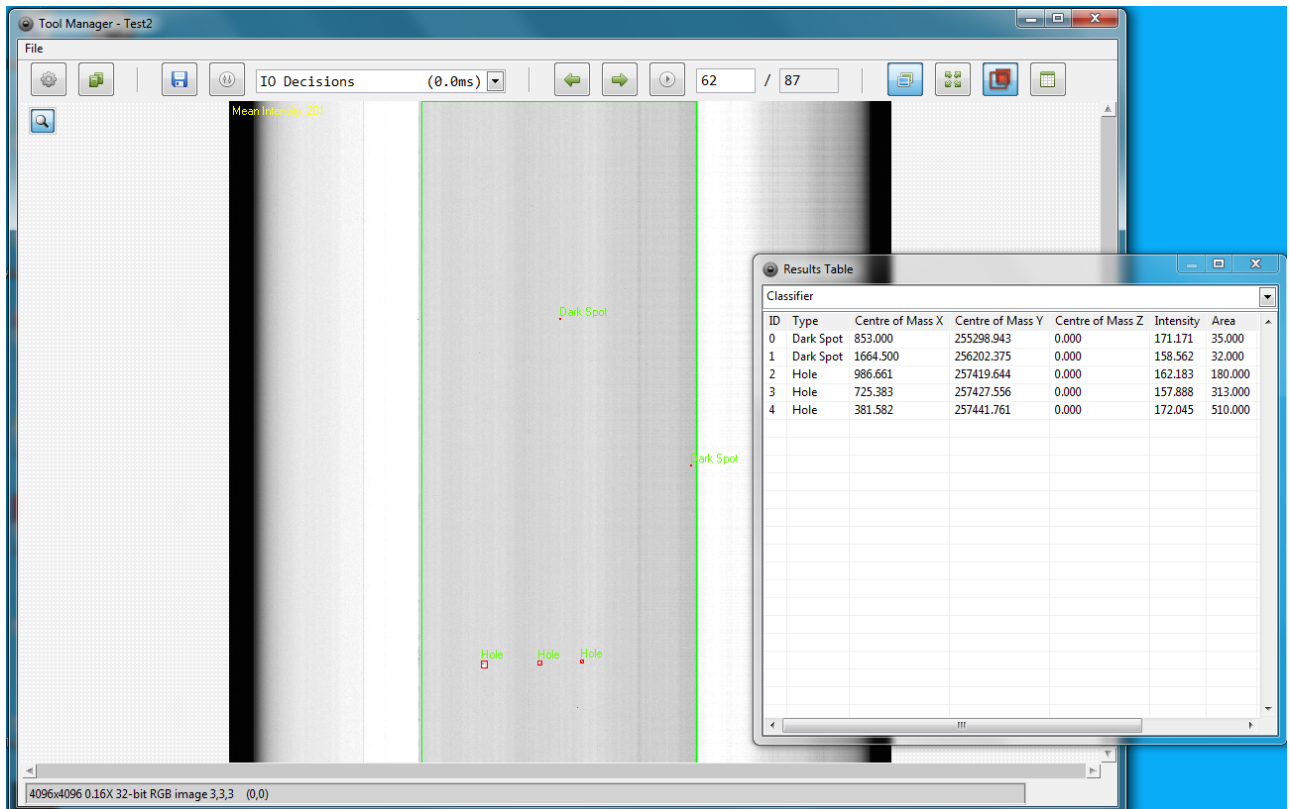 Tool Manager - Test2
File
IO Decisions (0.0ms) 62 / 87
Mean Intensity: 201
Dark Spot
Dark Spot
Hole Hole Hole
4096x4096 0.16X 32-bit RGB image 3,3,3 (0,0)
Results Table
Classifier
ID Type Centre of Mass X Centre of Mass Y Centre of Mass Z Intensity Area
0 Dark Spot 853.000 255298.943 0.000 171.171 35.000
1 Dark Spot 1664.500 256202.375 0.000 158.562 32.000
2 Hole 986.661 257419.644 0.000 162.183 180.000
3 Hole 725.383 257427.556 0.000 157.888 313.000
4 Hole 381.582 257441.761 0.000 172.045 510.000